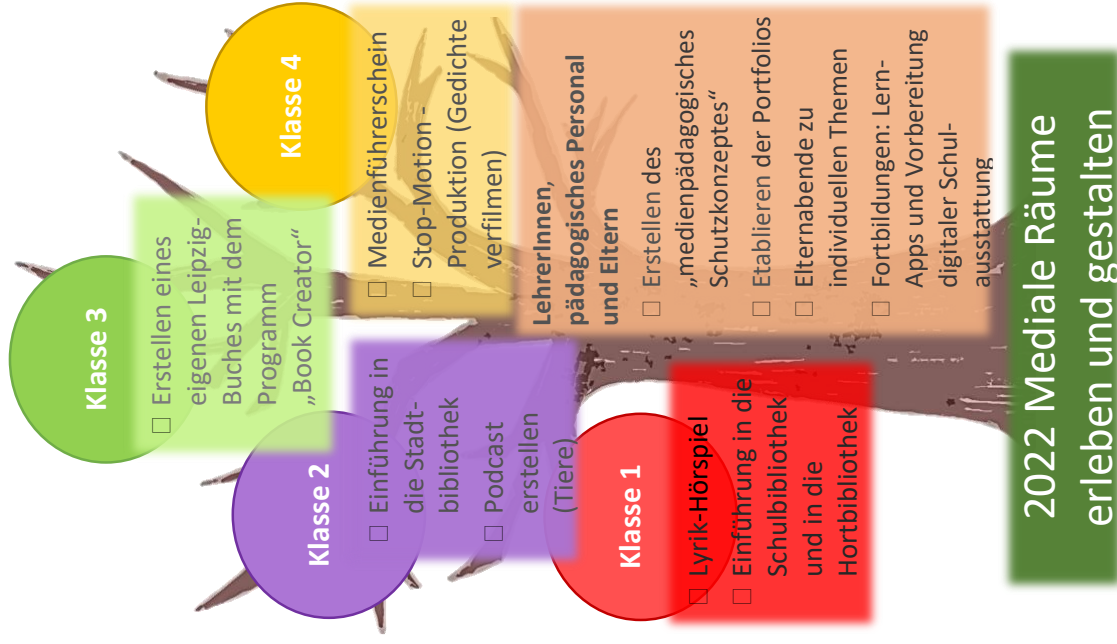 Klasse 3
☐ Erstellen eines
eigenen Leipzig-
Buches mit dem
Programm
„Book Creator“
Klasse 4
☐ Medienführerschein
☐ Stop-Motion -
Produktion (Gedichte
verfilmen)
Klasse 2
☐ Einführung in
die Stadt-
bibliothek
☐ Podcast
erstellen
(Tiere)
Klasse 1
☐ Lyrik-Hörspiel
☐ Einführung in die
Schulbibliothek
und in die
Hortbibliothek
LehrerInnen,
pädagogisches Personal
und Eltern
☐ Erstellen des
„medienpädagogisches
Schutzkonzeptes“
☐ Etablieren der Portfolios
☐ Elternabende zu
individuellen Themen
☐ Fortbildungen: Lern-
Apps und Vorbereitung
digitaler Schul-
ausstattung
2022 Mediale Räume
erleben und gestalten